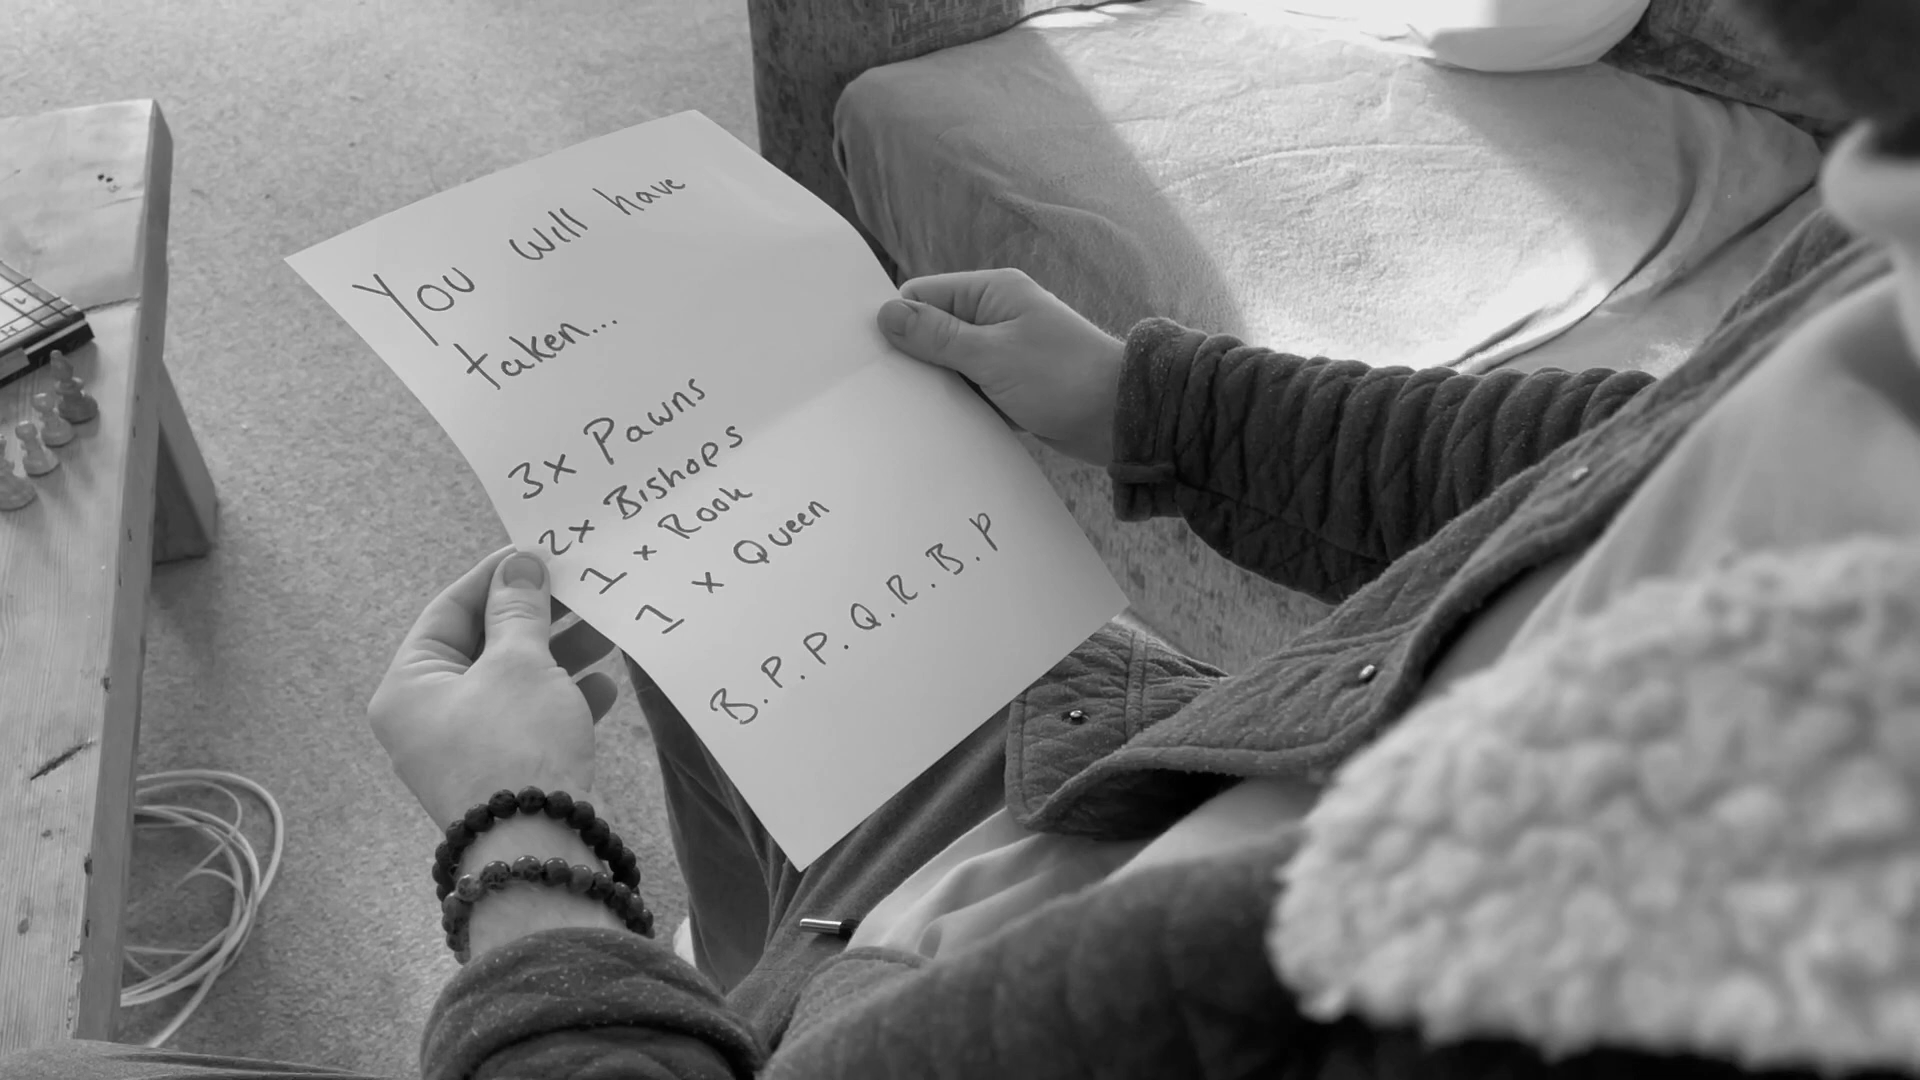 You will have
taken...
3x Pawns
2x Bishops
1 x Rook
1 x Queen
B.P.P.Q.R.B.P